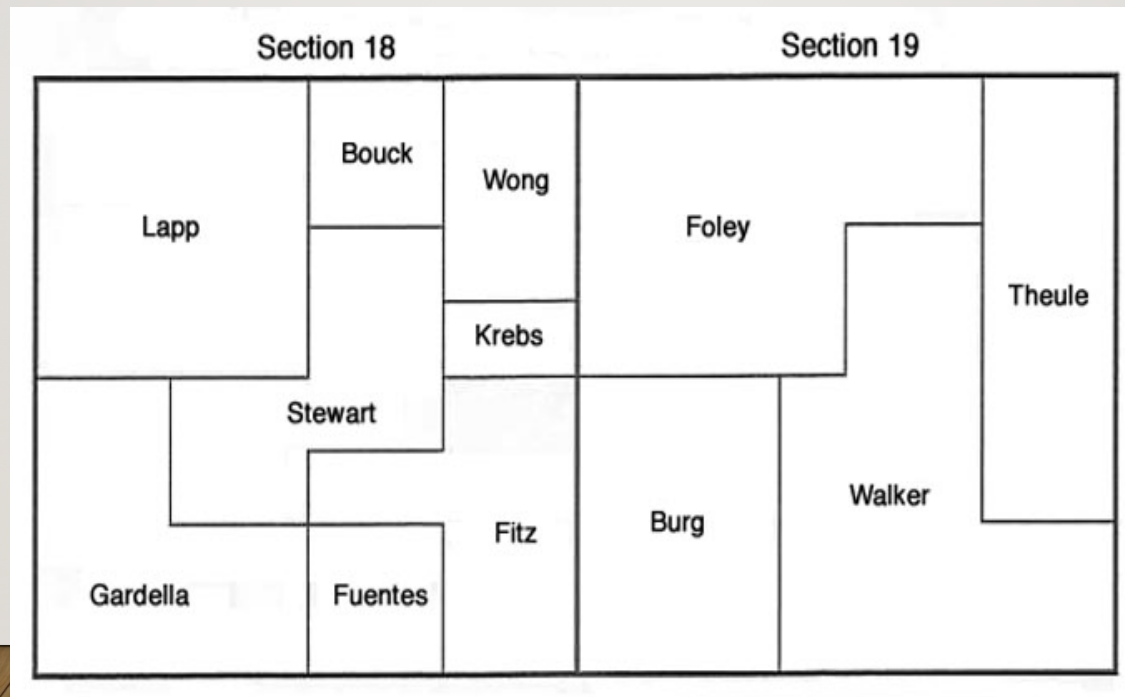 Section 18
Section 19
Bouck
Wong
Lapp
Foley
Theule
Krebs
Stewart
Walker
Burg
Fitz
Gardella
Fuentes